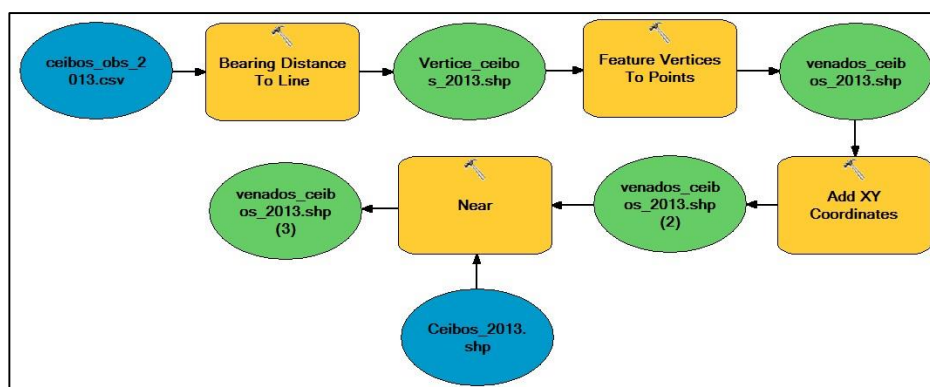 ceibos_obs_2
013.csv
Bearing Distance
To Line
Vertice_ceibo
s_2013.shp
Feature Vertices
To Points
venados_ceib
os_2013.shp
Add XY
Coordinates
venados_ceib
os_2013.shp
(2)
Near
venados_ceib
os_2013.shp
(3)
Ceibos_2013.
shp